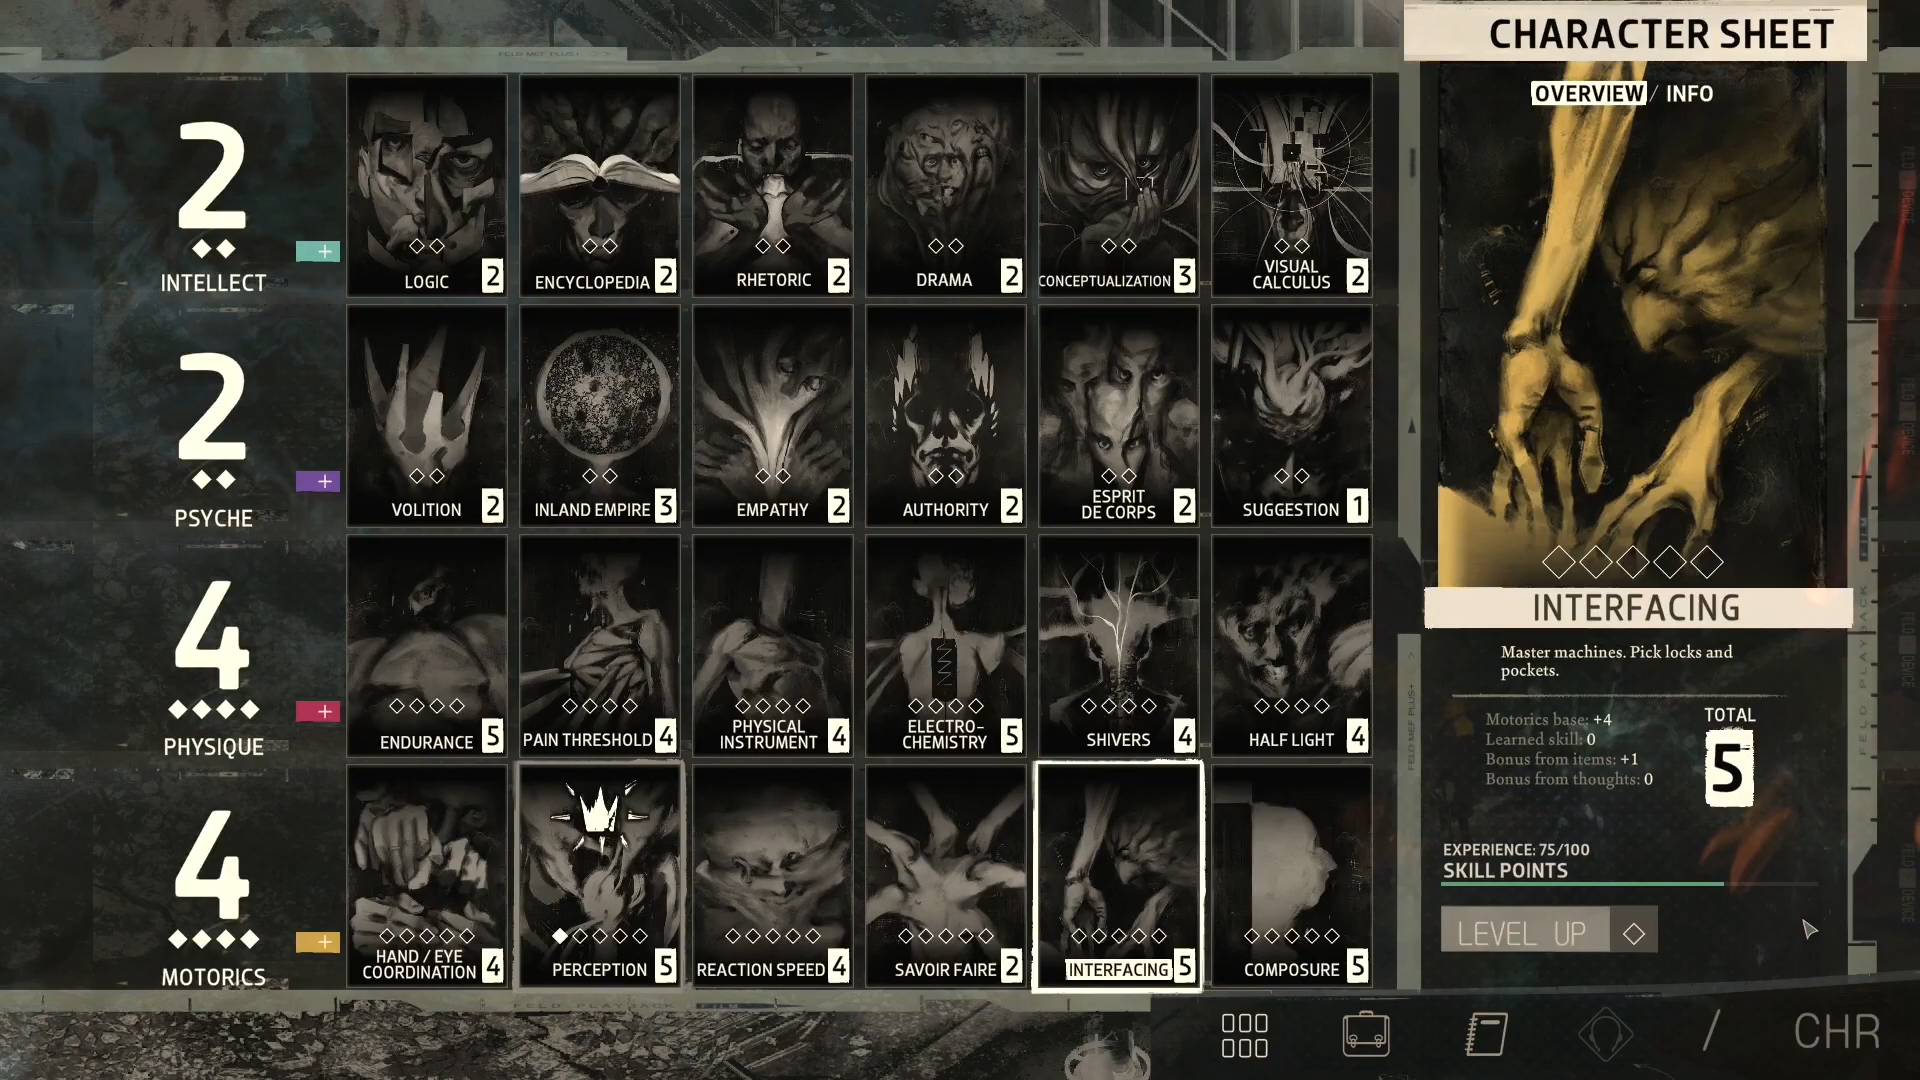 CHARACTER SHEET
OVERVIEW / INFO
2
INTELLECT
+
LOGIC 2
ENCYCLOPEDIA 2
RHETORIC 2
DRAMA 2
CONCEPTUALIZATION 3
VISUAL
CALCULUS 2
2
PSYCHE
+
VOLITION 2
INLAND EMPIRE 3
EMPATHY 2
AUTHORITY 2
ESPRIT
DE CORPS 2
SUGGESTION 1
4
PHYSIQUE
+
ENDURANCE 5
PAIN THRESHOLD 4
PHYSICAL
INSTRUMENT 4
ELECTRO-
CHEMISTRY 5
SHIVERS 4
HALF LIGHT 4
4
MOTORICS
+
HAND / EYE
COORDINATION 4
PERCEPTION 5
REACTION SPEED 4
SAVOIR FAIRE 2
INTERFACING 5
COMPOSURE 5
INTERFACING
Master machines. Pick locks and
pockets.
Motorics base: +4
Learned skill: 0
Bonus from items: +1
Bonus from thoughts: 0
TOTAL
5
EXPERIENCE: 75/100
SKILL POINTS
LEVEL UP
/ CHR